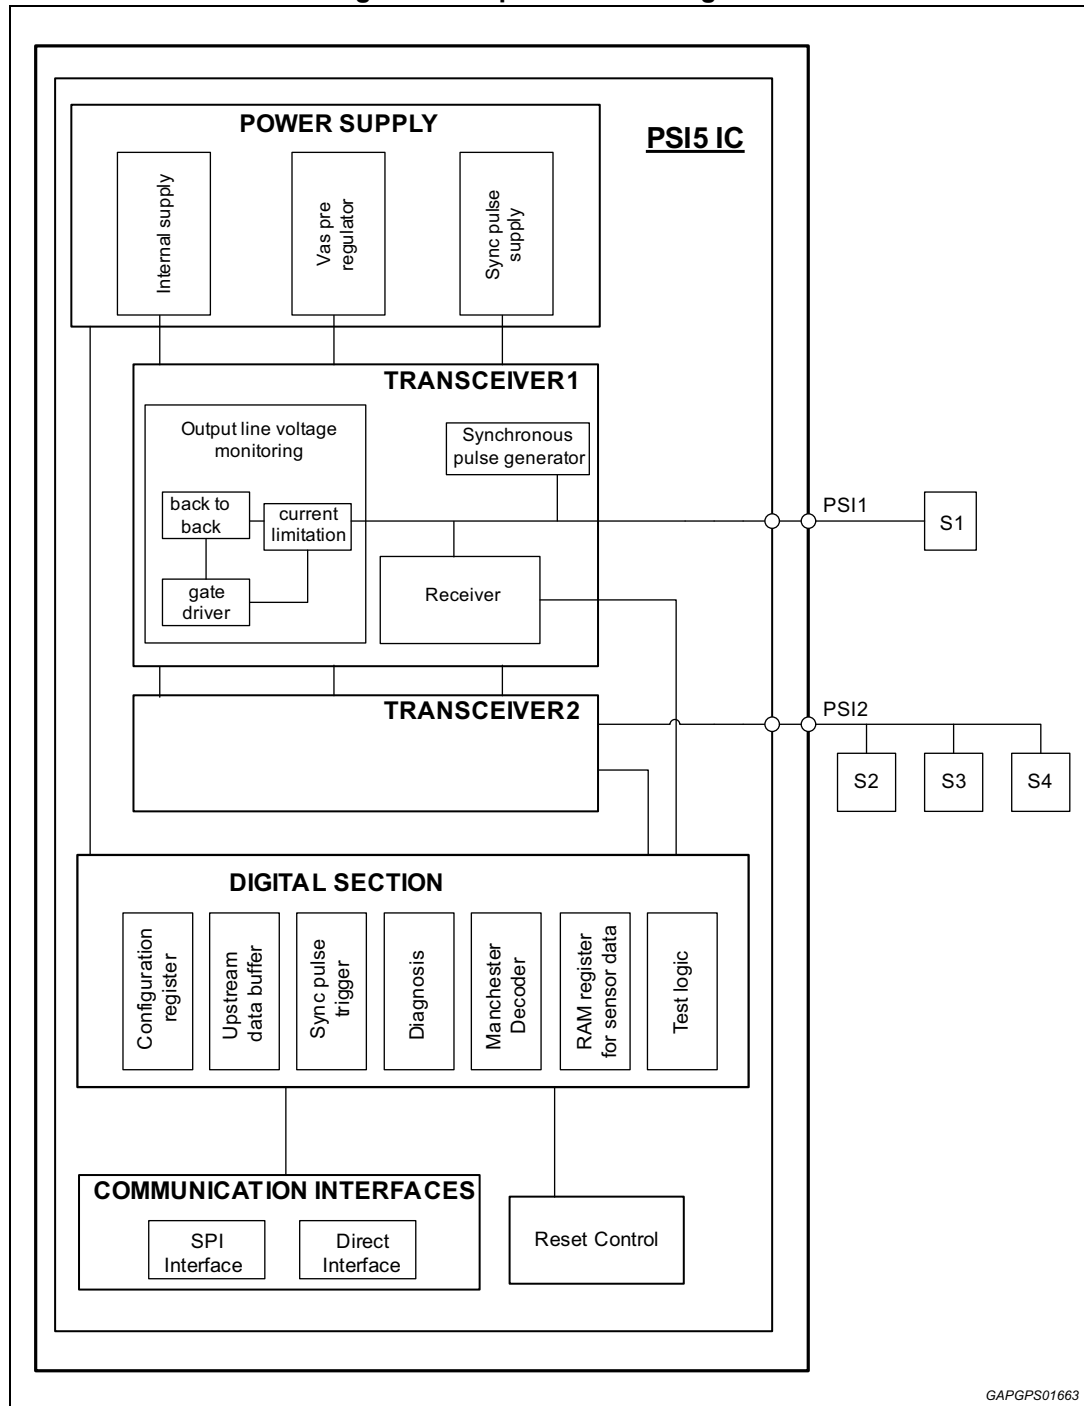 POWER SUPPLY
PSI5 IC
Internal supply
Vas pre
regulator
Sync pulse
supply
TRANSCEIVER1
Output line voltage
monitoring
Synchronous
pulse generator
back to
back
current
limitation
gate
driver
Receiver
PSI1
S1
TRANSCEIVER2
PSI2
S2
S3
S4
DIGITAL SECTION
Configuration
register
Upstream
data buffer
Sync pulse
trigger
Diagnosis
Manchester
Decoder
RAM register
for sensor data
Test logic
COMMUNICATION INTERFACES
SPI
Interface
Direct
Interface
Reset Control
GAPGPS01663